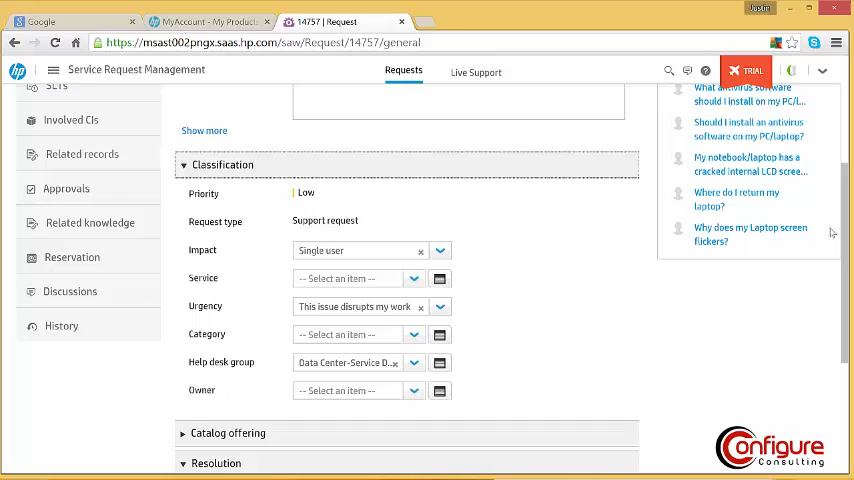 Justin
Google
MyAccount - My Product
14757 | Request
https://msast002pngx.saas.hp.com/saw/Request/14757/general
hp
Service Request Management
Requests
Live Support
TRIAL
SLTs
Involved CIs
Related records
Approvals
Related knowledge
Reservation
Discussions
History
Show more
Classification
Priority
Low
Request type
Support request
Impact
Single user
Service
-- Select an item --
Urgency
This issue disrupts my work
Category
-- Select an item --
Help desk group
Data Center-Service D...
Owner
-- Select an item --
Catalog offering
Resolution
What antivirus software
should I install on my PC/l...
Should I install an antivirus
software on my PC/laptop?
My notebook/laptop has a
cracked internal LCD scree...
Where do I return my
laptop?
Why does my Laptop screen
flickers?
Configure
Consulting